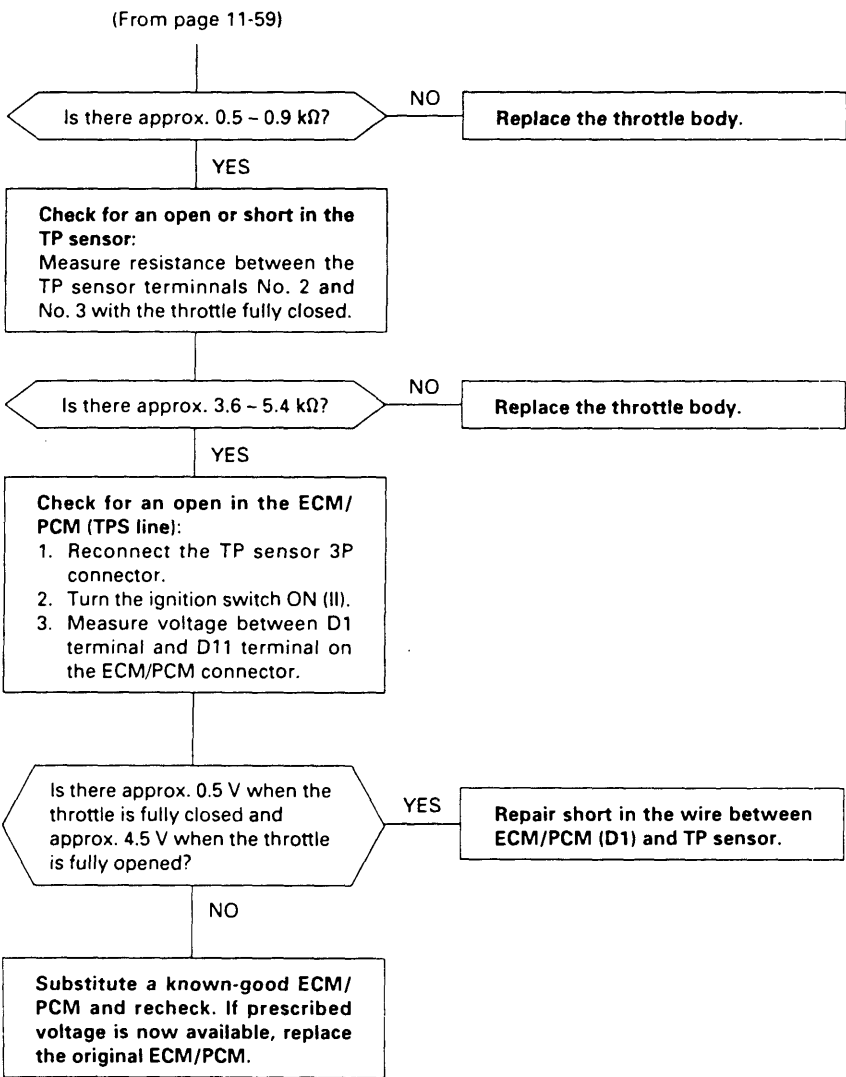 (From page 11-59)
Is there approx. 0.5 – 0.9 kΩ?
NO
Replace the throttle body.
YES
Check for an open or short in the
TP sensor:
Measure resistance between the
TP sensor terminnals No. 2 and
No. 3 with the throttle fully closed.
Is there approx. 3.6 – 5.4 kΩ?
NO
Replace the throttle body.
YES
Check for an open in the ECM/
PCM (TPS line):
1. Reconnect the TP sensor 3P
connector.
2. Turn the ignition switch ON (II).
3. Measure voltage between D1
terminal and D11 terminal on
the ECM/PCM connector.
Is there approx. 0.5 V when the
throttle is fully closed and
approx. 4.5 V when the throttle
is fully opened?
YES
Repair short in the wire between
ECM/PCM (D1) and TP sensor.
NO
Substitute a known-good ECM/
PCM and recheck. If prescribed
voltage is now available, replace
the original ECM/PCM.